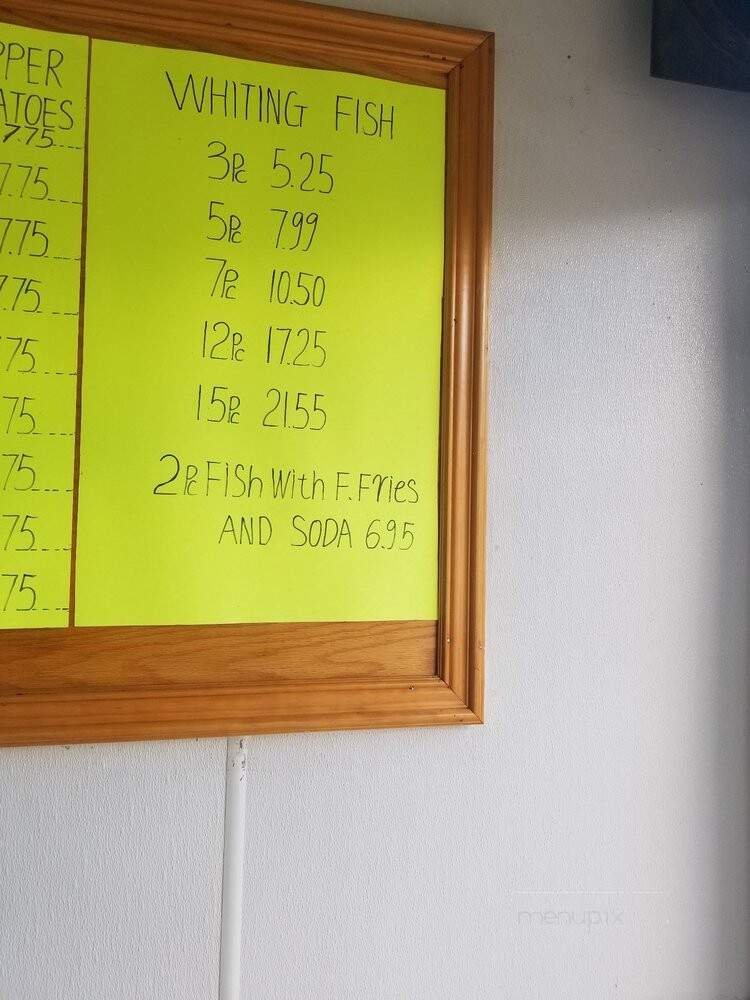 7.75
7.75
7.75
7.75
75
75
75
75
75
WHITING FISH
3Pc 5.25
5Pc 7.99
7Pc 10.50
12Pc 17.25
15Pc 21.55
2Pc Fish With F. Fries
AND SODA 6.95
menupix